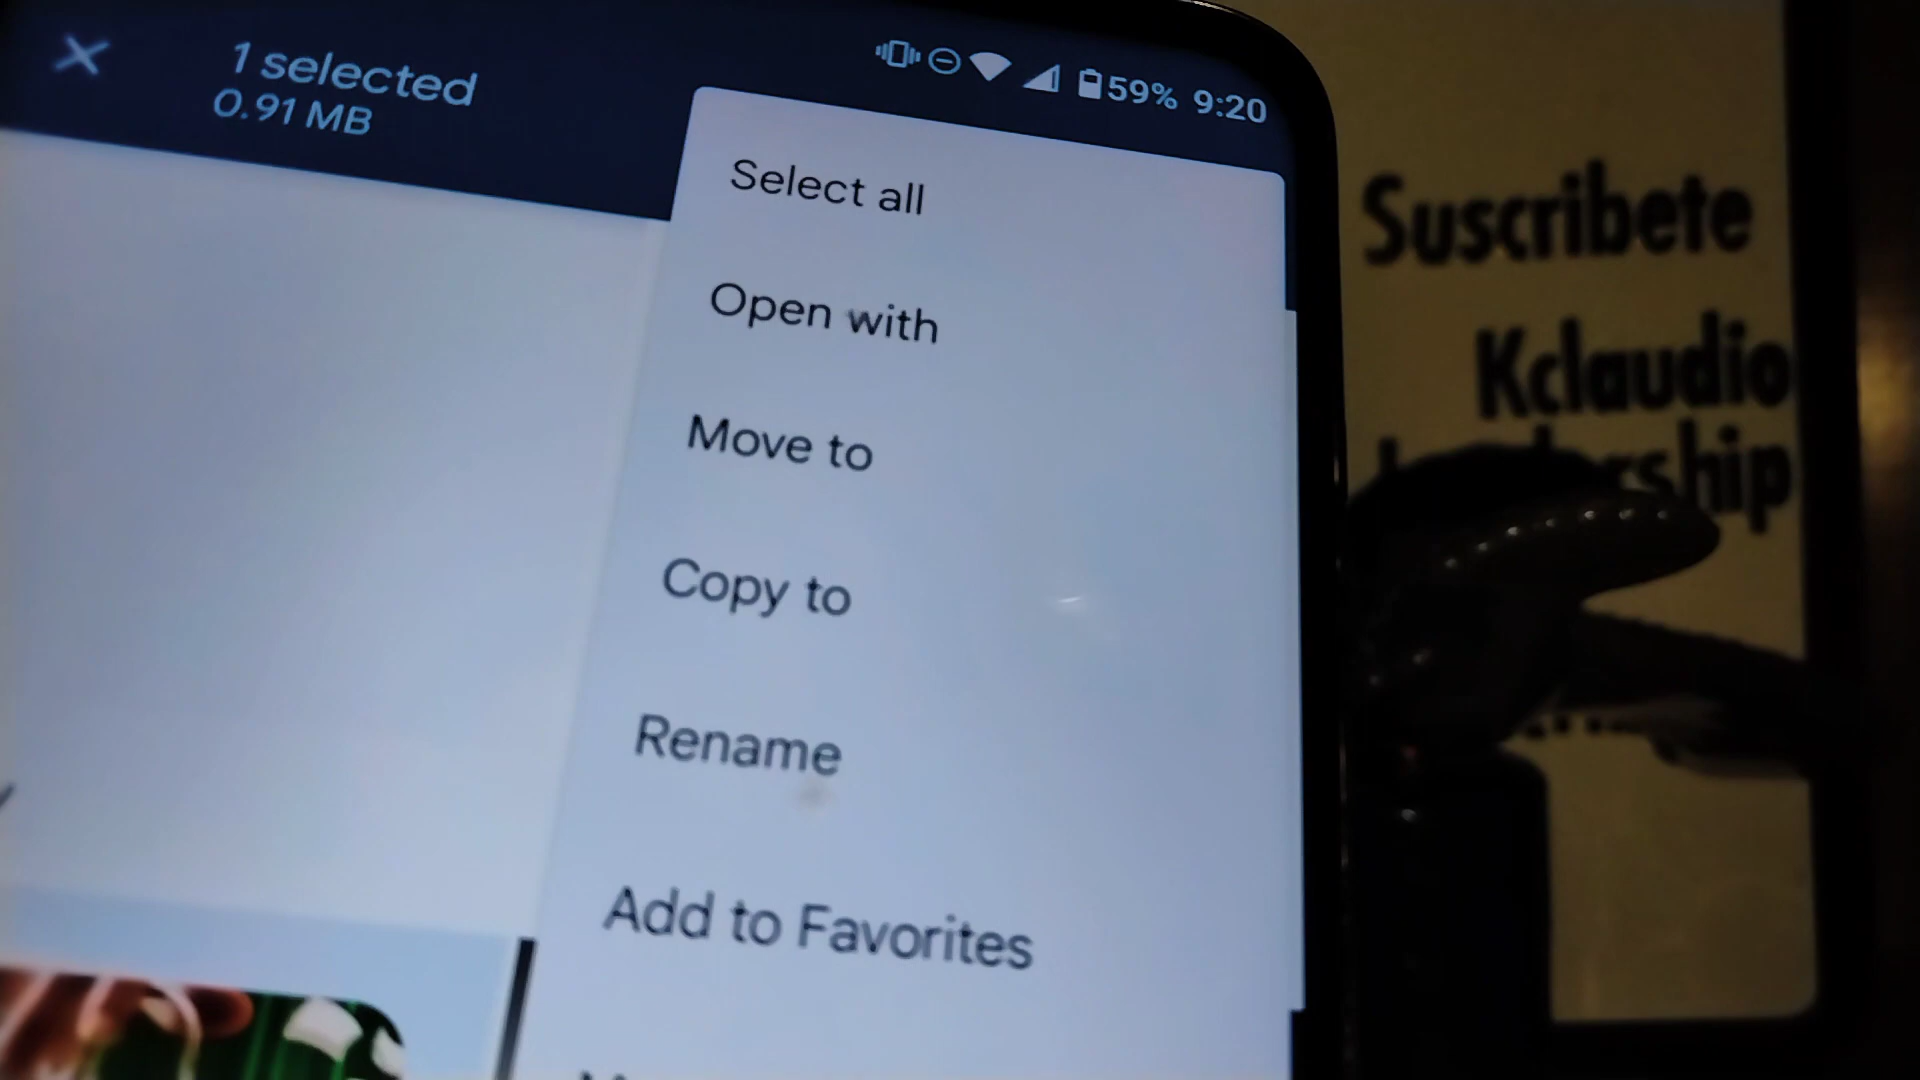 1 selected
0.91 MB
59% 9:20
Select all
Open with
Move to
Copy to
Rename
Add to Favorites
Suscribete
Kclaudio